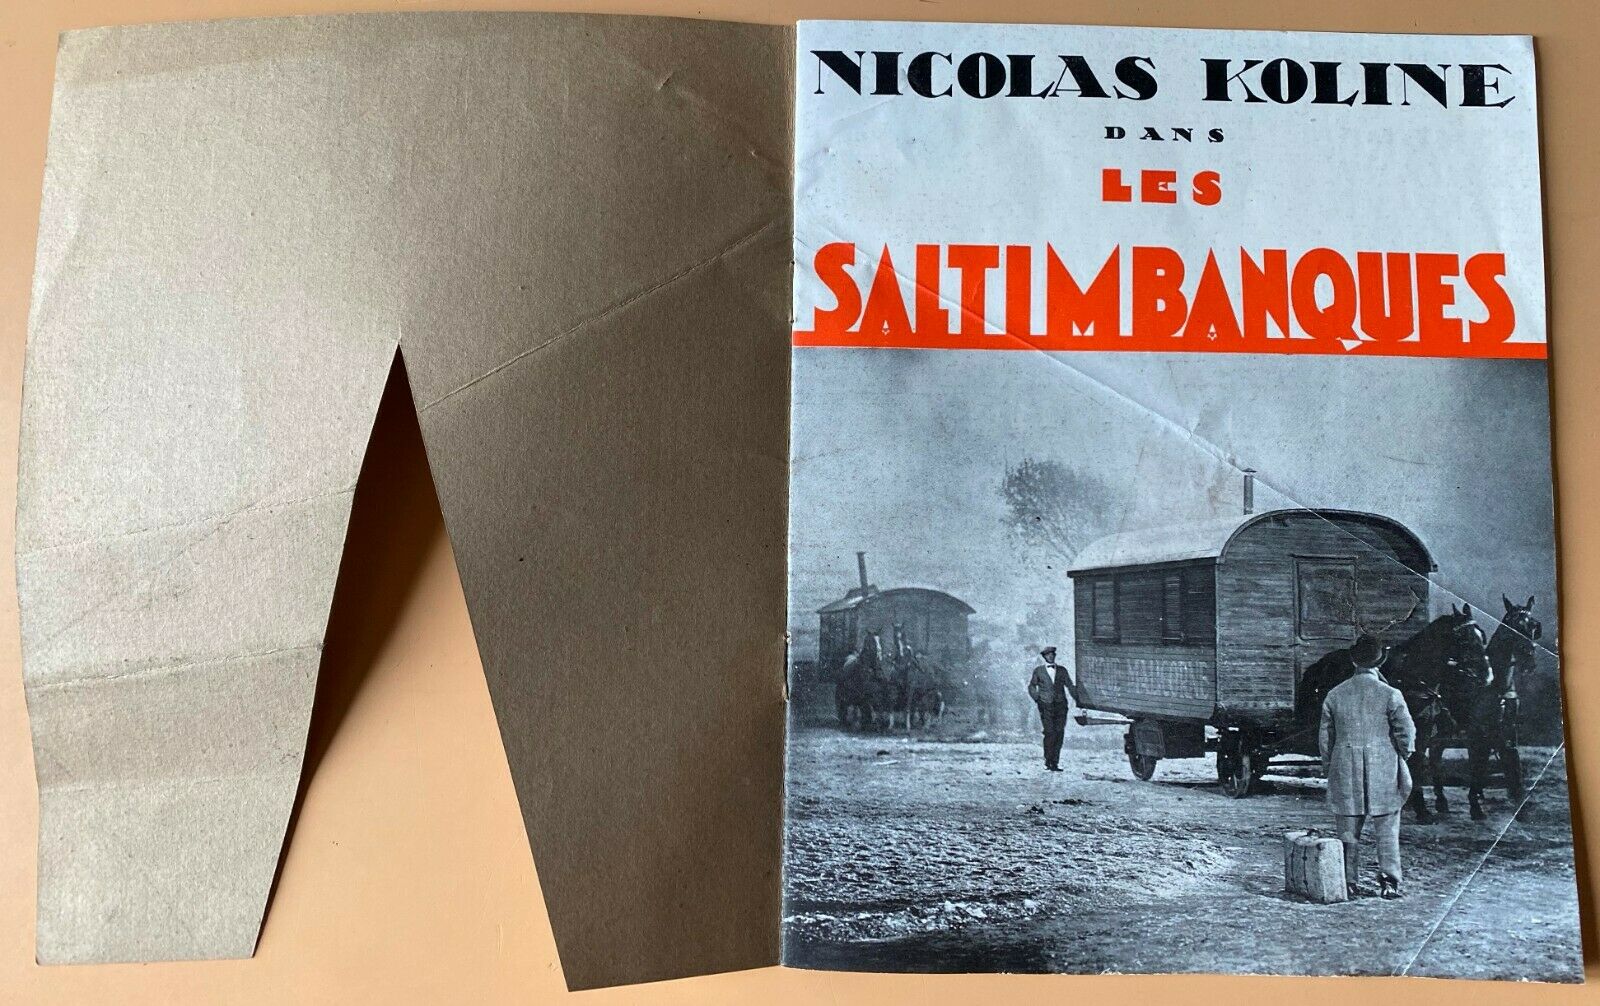 NICOLAS KOLINE
DANS
LES
SALTIMBANQUES